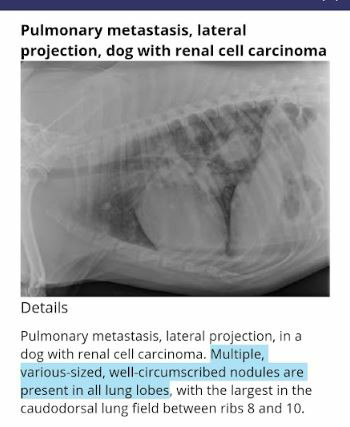 Pulmonary metastasis, lateral
projection, dog with renal cell carcinoma
Details
Pulmonary metastasis, lateral projection, in a
dog with renal cell carcinoma. Multiple,
various-sized, well-circumscribed nodules are
present in all lung lobes, with the largest in the
caudodorsal lung field between ribs 8 and 10.